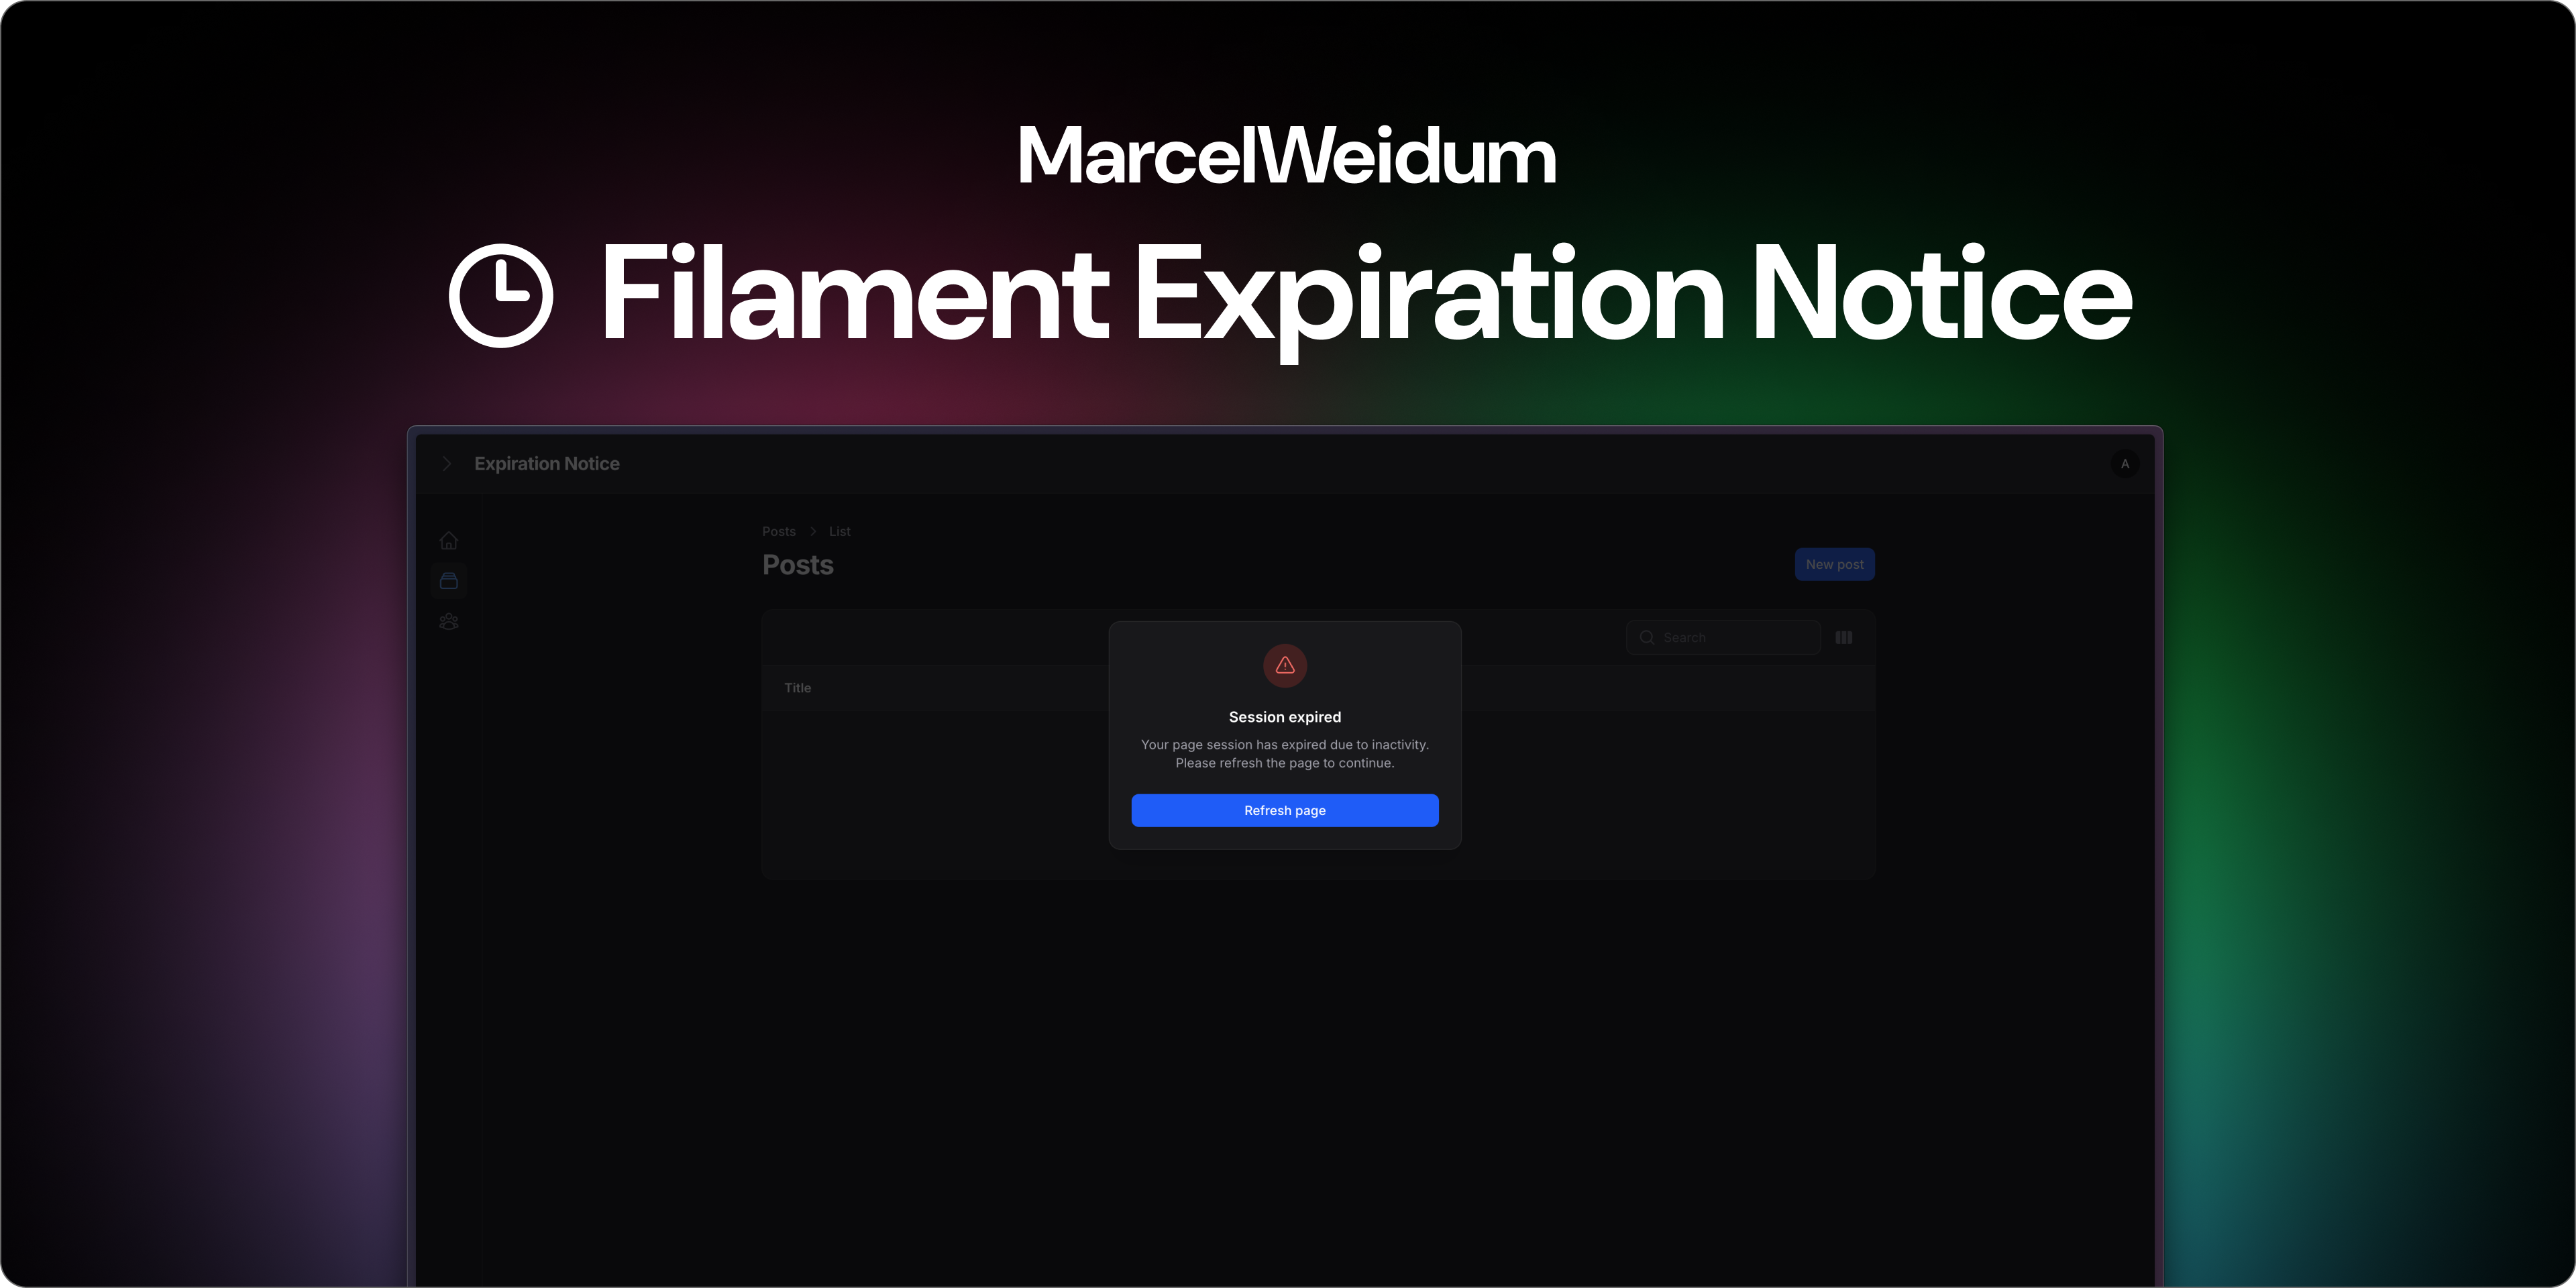 MarcelWeidum
Filament Expiration Notice
Expiration Notice
A
Posts > List
Posts
New post
Search
Title
Session expired
Your page session has expired due to inactivity.
Please refresh the page to continue.
Refresh page